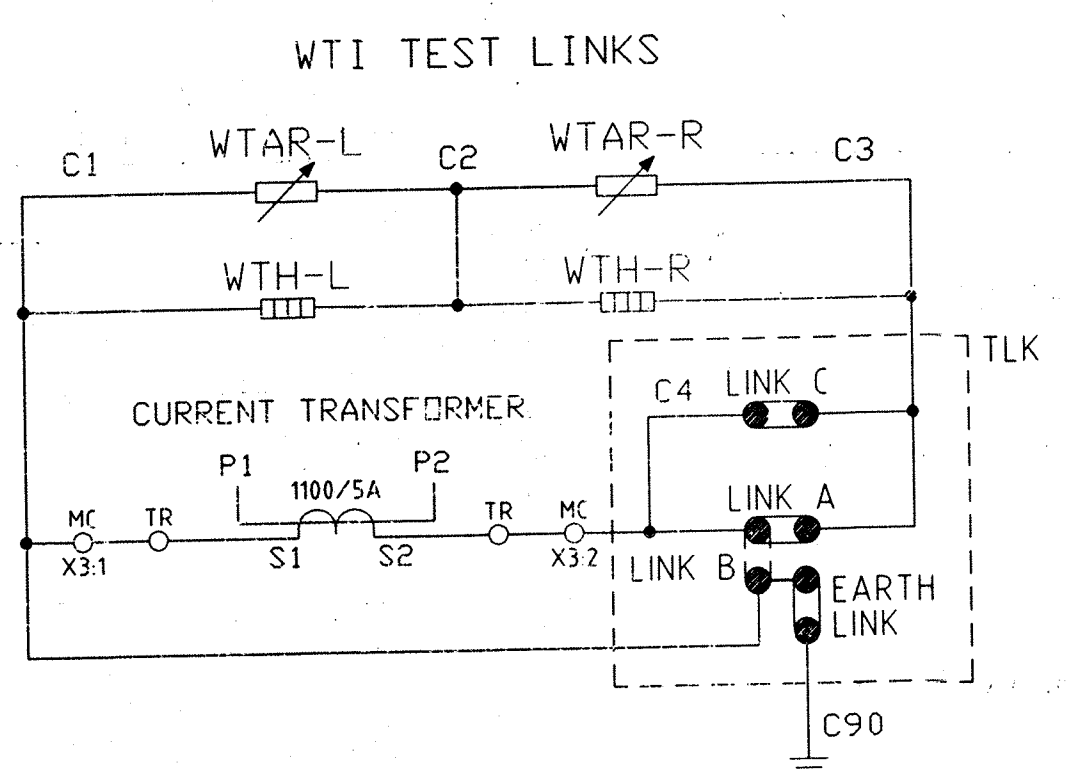 WTI TEST LINKS
C1
WTAR-L
C2
WTAR-R
C3
WTH-L
WTH-R
TLK
C4
LINK C
CURRENT TRANSFORMER
P1
P2
1100/5A
LINK A
MC
TR
TR
MC
X3:1
S1
S2
X3:2
LINK B
EARTH
LINK
C90